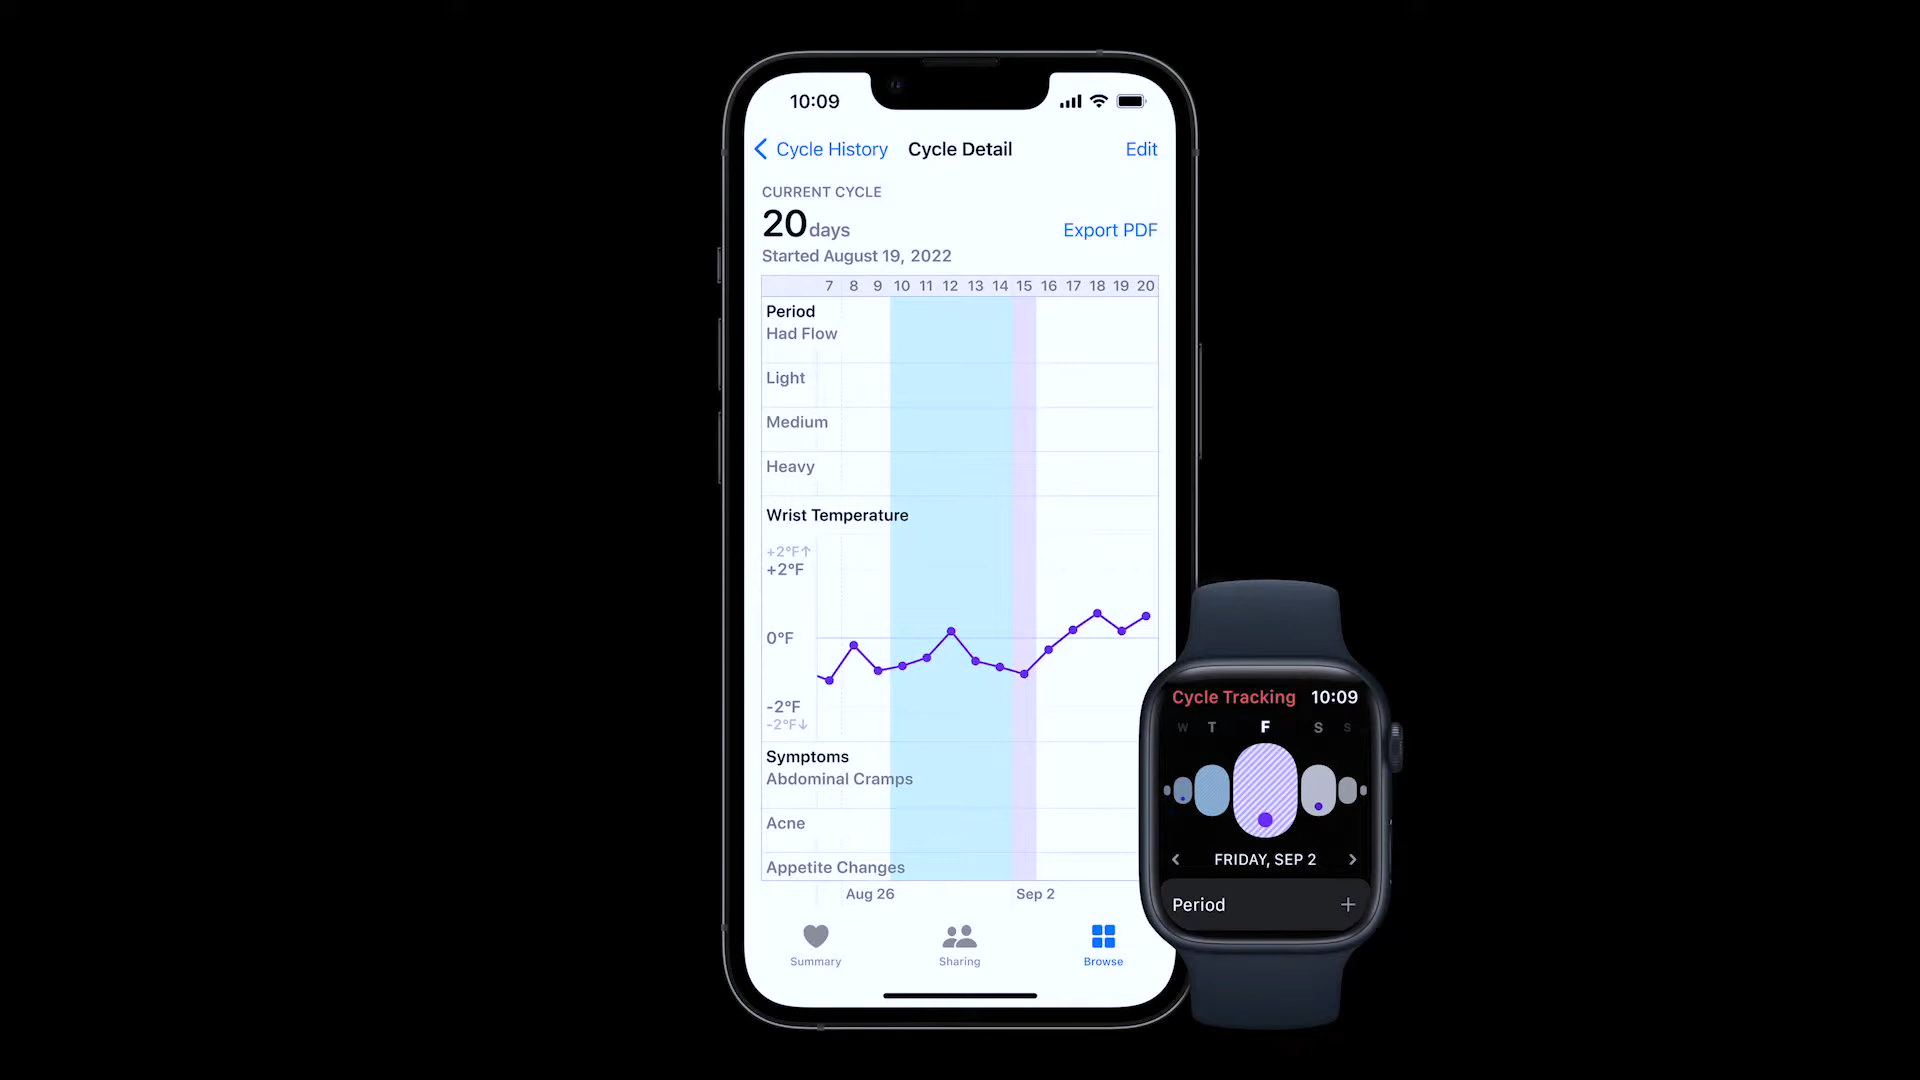 10:09
Cycle History Cycle Detail Edit
CURRENT CYCLE
20 days Export PDF
Started August 19, 2022
7 8 9 10 11 12 13 14 15 16 17 18 19 20
Period
Had Flow
Light
Medium
Heavy
Wrist Temperature
+2°F↑
+2°F
0°F
-2°F
-2°F↓
Symptoms
Abdominal Cramps
Acne
Appetite Changes
Aug 26 Sep 2
Summary Sharing Browse
Cycle Tracking 10:09
W T F S S
FRIDAY, SEP 2
Period +